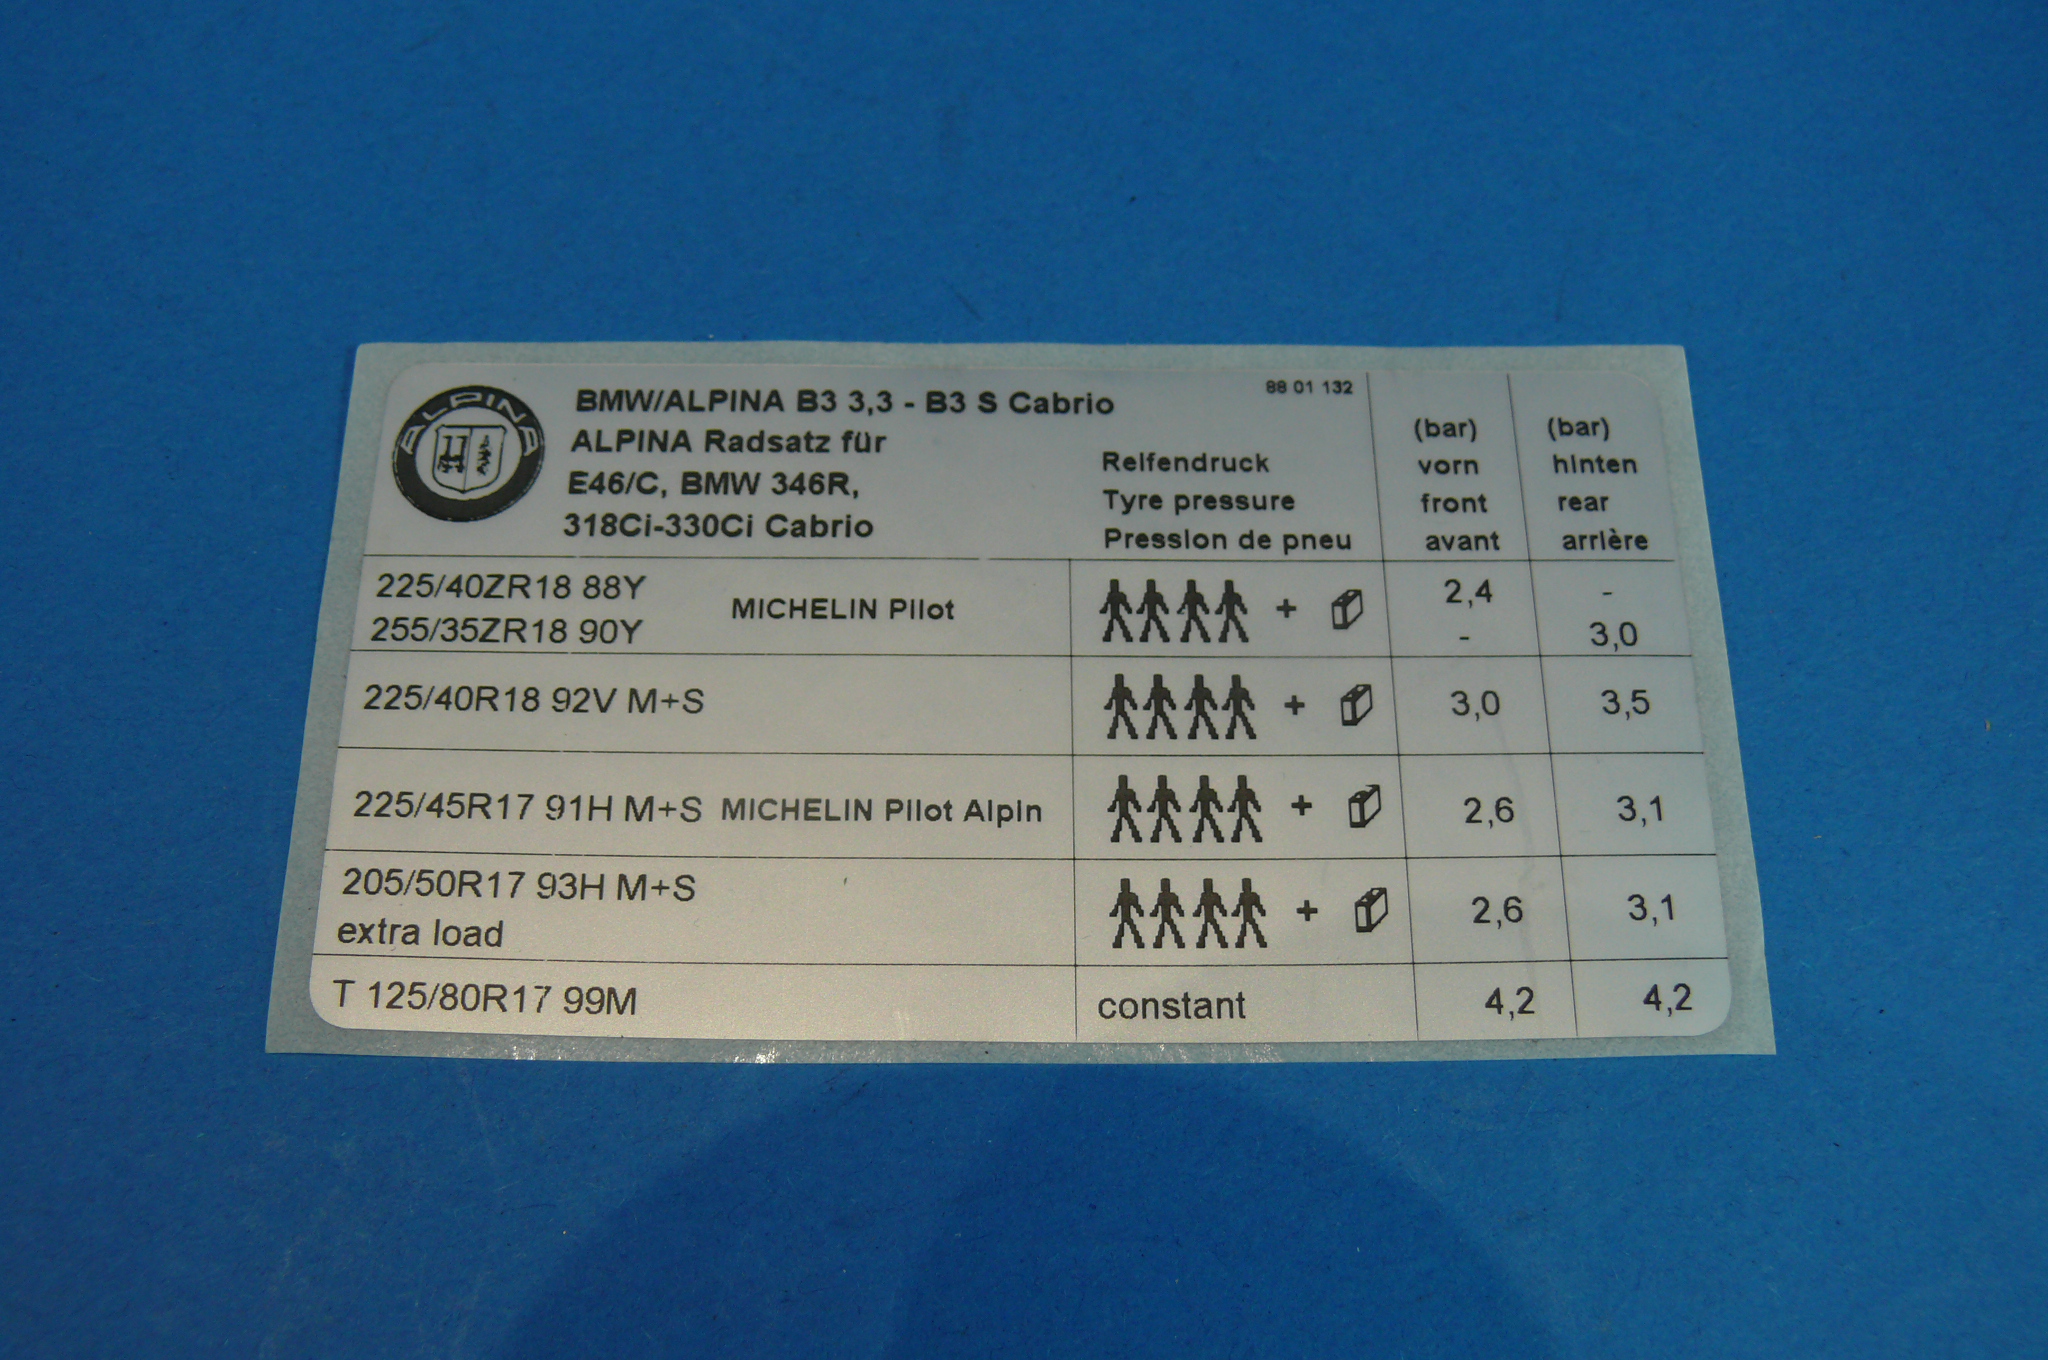 ALPINA
BMW/ALPINA B3 3,3 - B3 S Cabrio
ALPINA Radsatz für
E46/C, BMW 346R,
318Ci-330Ci Cabrio
88 01 132
Reifendruck
Tyre pressure
Pression de pneu
(bar)
vorn
front
avant
(bar)
hinten
rear
arrière
225/40ZR18 88Y
255/35ZR18 90Y
MICHELIN Pilot
+
2,4 -
- 3,0
225/40R18 92V M+S + 3,0 3,5
225/45R17 91H M+S MICHELIN Pilot Alpin + 2,6 3,1
205/50R17 93H M+S
extra load
+ 2,6 3,1
T 125/80R17 99M constant 4,2 4,2